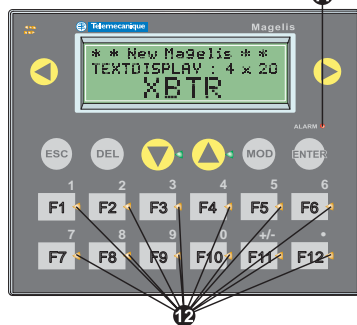 Telemecanique Magelis
* * New Magelis * *
TEXTDISPLAY : 4 x 20
XBTR
ALARM
ESC DEL MOD ENTER
1 2 3 4 5 6
F1 F2 F3 F4 F5 F6
7 8 9 0 +/- •
F7 F8 F9 F10 F11 F12
12